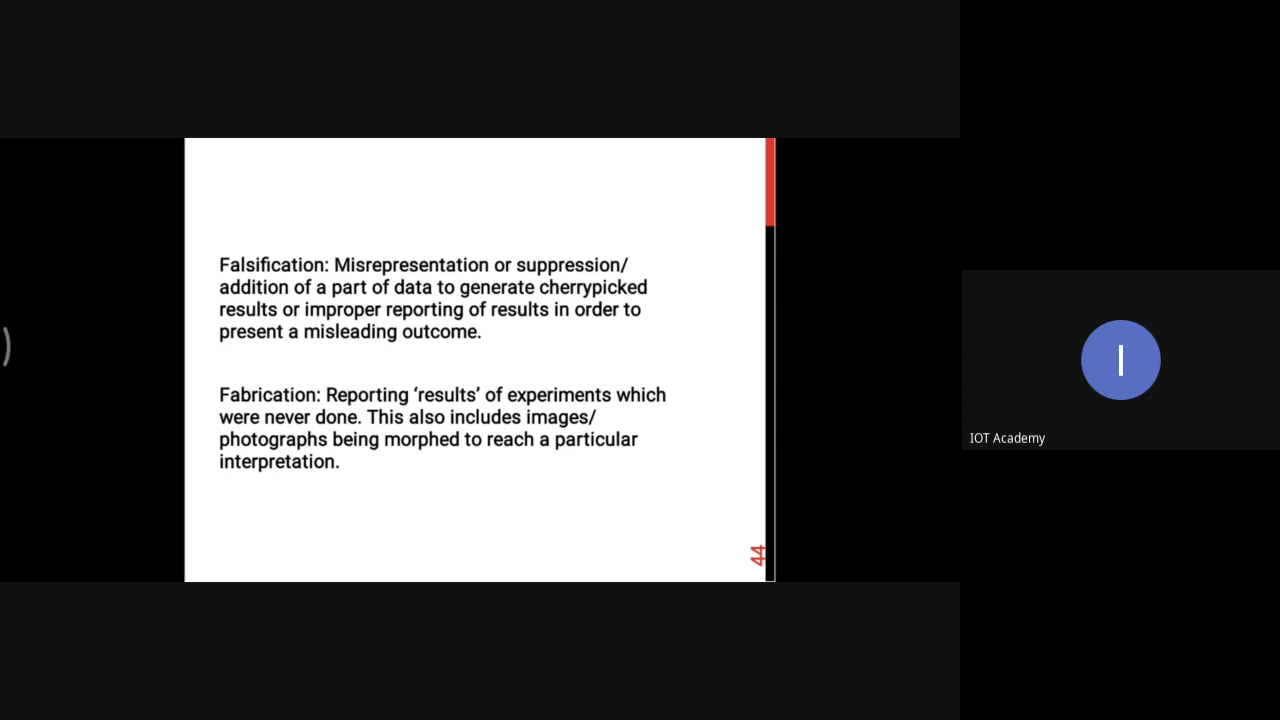 Falsification: Misrepresentation or suppression/
addition of a part of data to generate cherrypicked
results or improper reporting of results in order to
present a misleading outcome.
Fabrication: Reporting ‘results’ of experiments which
were never done. This also includes images/
photographs being morphed to reach a particular
interpretation.
44
)
I
IOT Academy